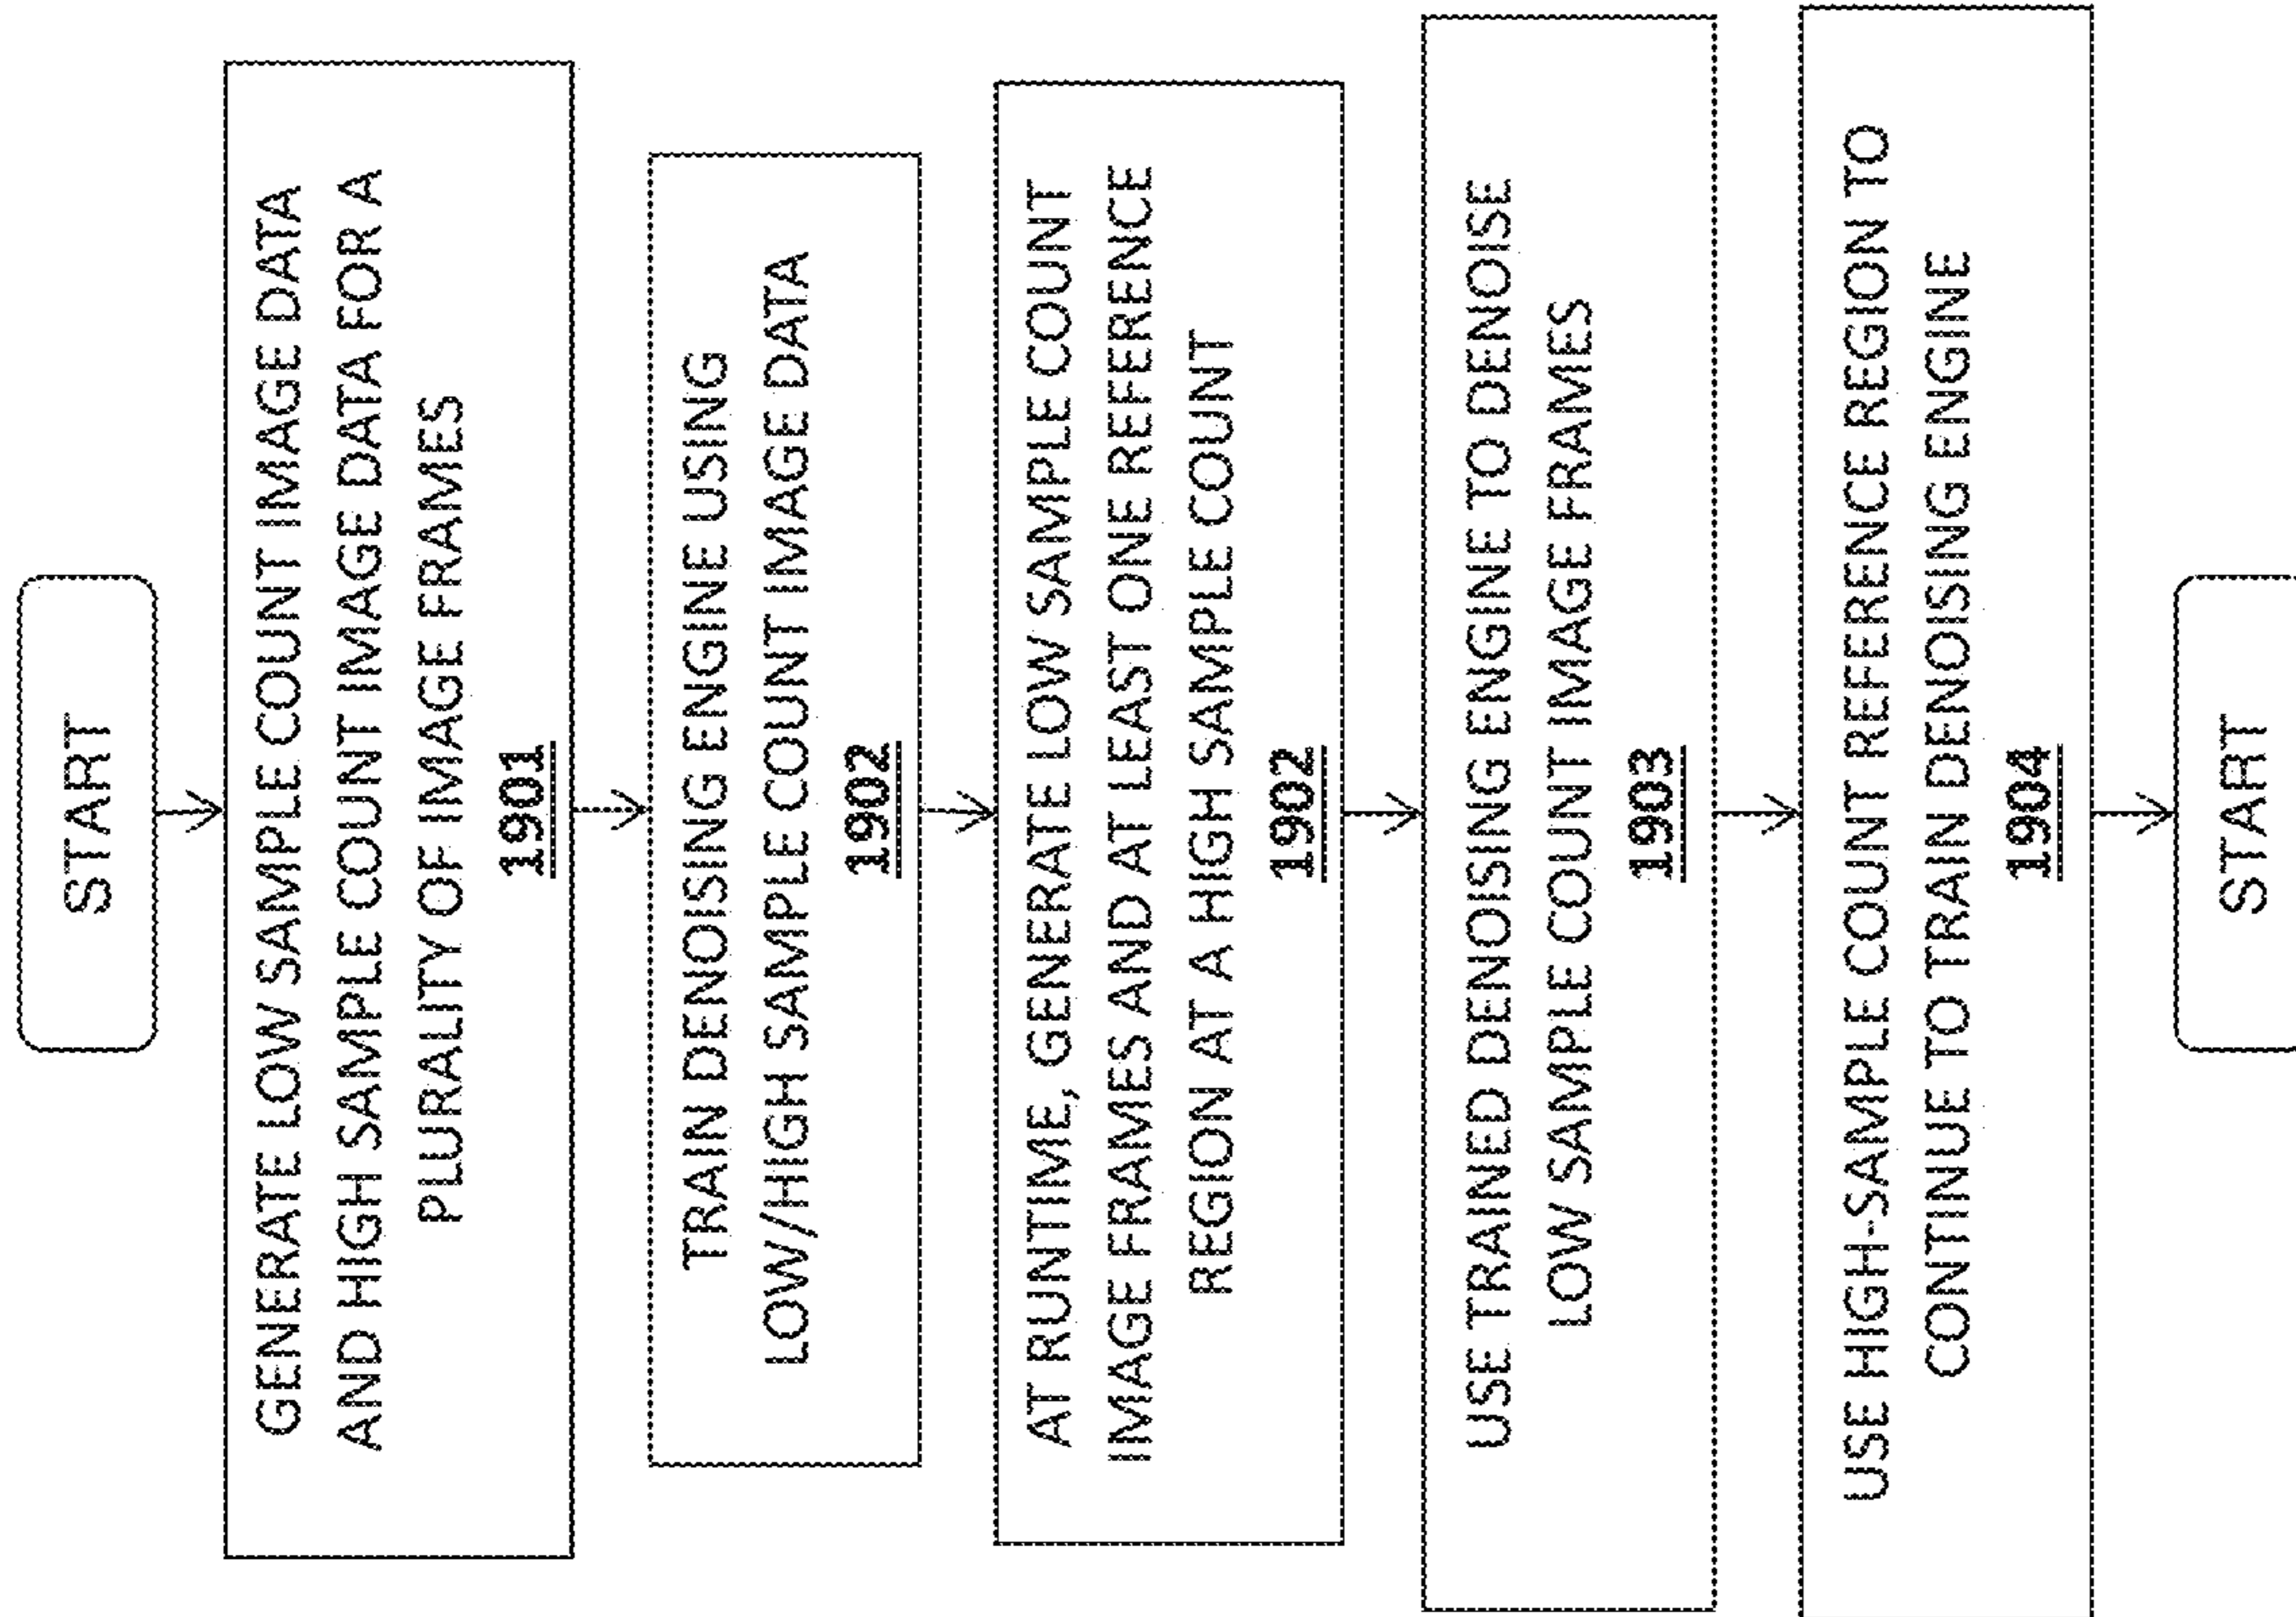 START
GENERATE LOW SAMPLE COUNT IMAGE DATA
AND HIGH SAMPLE COUNT IMAGE DATA FOR A
PLURALITY OF IMAGE FRAMES
1901
TRAIN DENOISING ENGINE USING
LOW/HIGH SAMPLE COUNT IMAGE DATA
1902
AT RUNTIME, GENERATE LOW SAMPLE COUNT
IMAGE FRAMES AND AT LEAST ONE REFERENCE
REGION AT A HIGH SAMPLE COUNT
1902
USE TRAINED DENOISING ENGINE TO DENOISE
LOW SAMPLE COUNT IMAGE FRAMES
1903
USE HIGH-SAMPLE COUNT REFERENCE REGION TO
CONTINUE TO TRAIN DENOISING ENGINE
1904
START